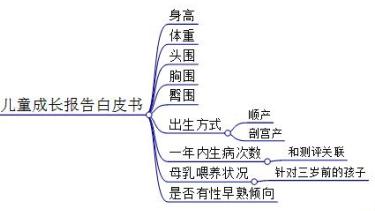 儿童成长报告白皮书
身高
体重
头围
胸围
臀围
出生方式
顺产
剖宫产
一年内生病次数
和测评关联
母乳喂养状况
针对三岁前的孩子
是否有性早熟倾向